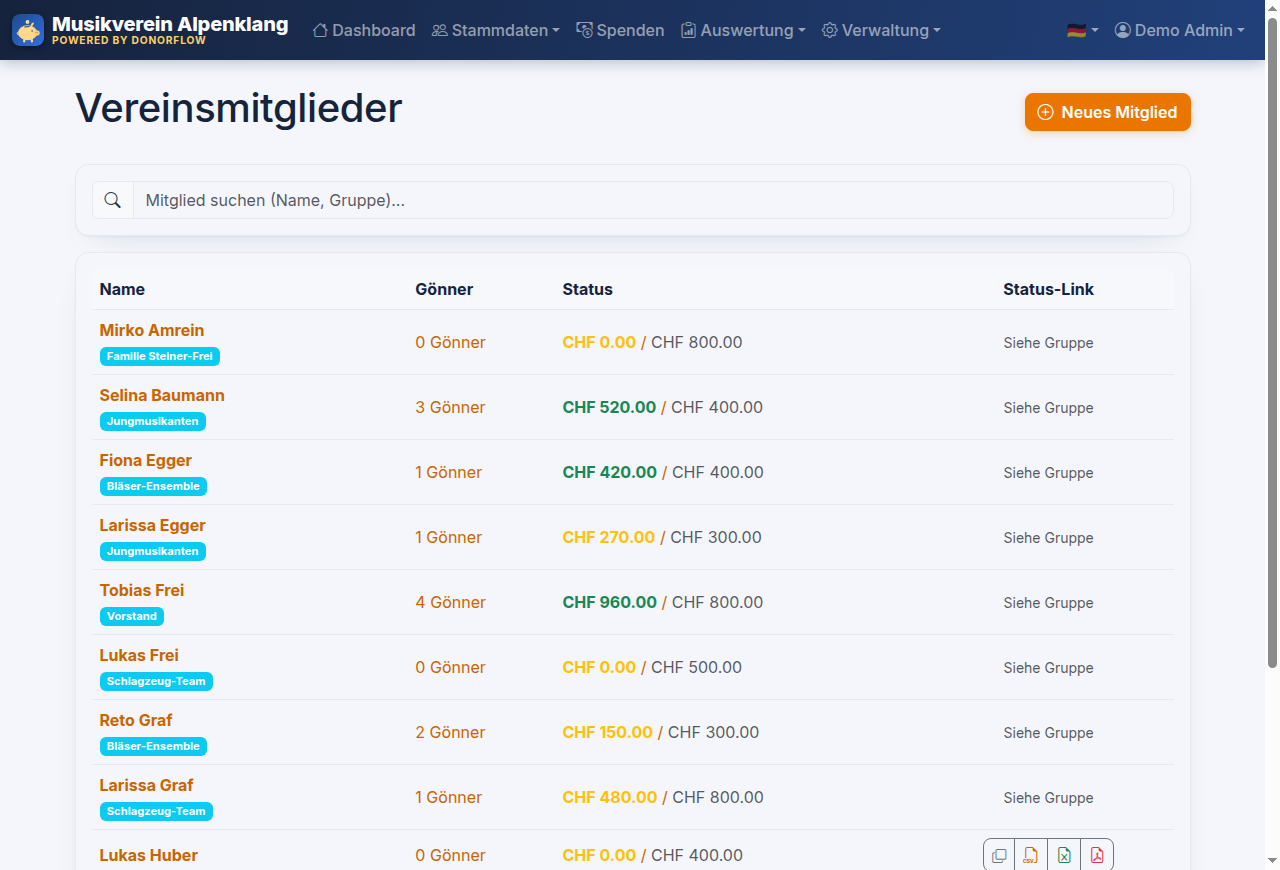 Musikverein Alpenklang
POWERED BY DONORFLOW
Dashboard Stammdaten Spenden Auswertung Verwaltung Demo Admin
Vereinsmitglieder
Neues Mitglied
Mitglied suchen (Name, Gruppe)...
Name Gönner Status Status-Link
Mirko Amrein
Familie Steiner-Frei
0 Gönner CHF 0.00 / CHF 800.00 Siehe Gruppe
Selina Baumann
Jungmusikanten
3 Gönner CHF 520.00 / CHF 400.00 Siehe Gruppe
Fiona Egger
Bläser-Ensemble
1 Gönner CHF 420.00 / CHF 400.00 Siehe Gruppe
Larissa Egger
Jungmusikanten
1 Gönner CHF 270.00 / CHF 300.00 Siehe Gruppe
Tobias Frei
Vorstand
4 Gönner CHF 960.00 / CHF 800.00 Siehe Gruppe
Lukas Frei
Schlagzeug-Team
0 Gönner CHF 0.00 / CHF 500.00 Siehe Gruppe
Reto Graf
Bläser-Ensemble
2 Gönner CHF 150.00 / CHF 300.00 Siehe Gruppe
Larissa Graf
Schlagzeug-Team
1 Gönner CHF 480.00 / CHF 800.00 Siehe Gruppe
Lukas Huber 0 Gönner CHF 0.00 / CHF 400.00 CSV